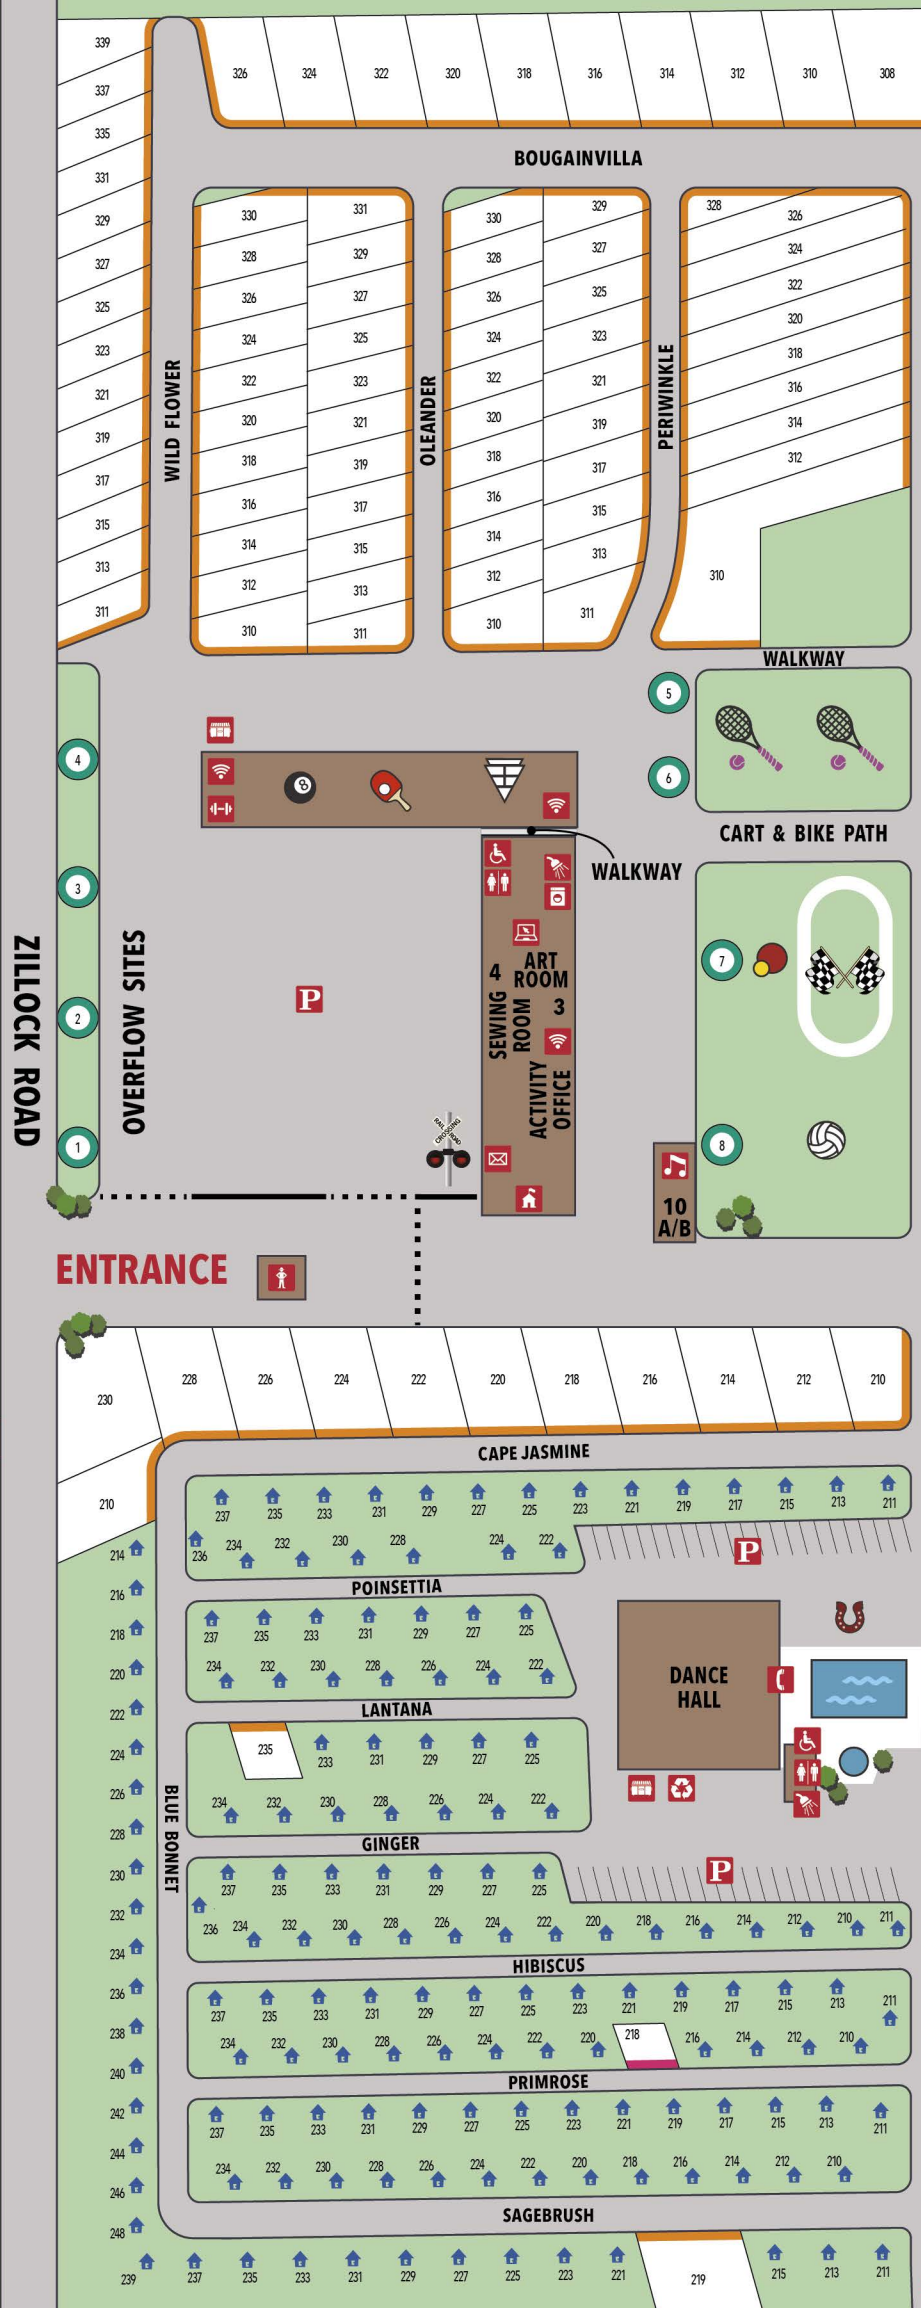 339
337
335
331
329
327
325
323
321
319
317
315
313
311
326 324 322 320 318 316 314 312 310 308
BOUGAINVILLA
WILD FLOWER
330 331
328 329
326 327
324 325
322 323
320 321
318 319
316 317
314 315
312 313
310 311
OLEANDER
330 329
328 327
326 325
324 323
322 321
320 319
318 317
316 315
314 313
312 311
310
PERIWINKLE
328 326
324
322
320
318
316
314
312
310
WALKWAY
5
6
4
3
2
1
8
CART & BIKE PATH
WALKWAY
ZILLOCK ROAD
OVERFLOW SITES
P
4 SEWING ROOM
ART ROOM
3
ACTIVITY OFFICE
RAIL ROAD
CROSSING
7
8
10
A/B
ENTRANCE
230 228 226 224 222 220 218 216 214 212 210
CAPE JASMINE
210
237 235 233 231 229 227 225 223 221 219 217 215 213 211
236 234 232 230 228 224 222
P
POINSETTIA
237 235 233 231 229 227 225
234 232 230 228 226 224 222
DANCE
HALL
LANTANA
235 233 231 229 227 225
234 232 230 228 226 224 222
GINGER
P
237 235 233 231 229 227 225
236 234 232 230 228 226 224 222 220 218 216 214 212 210 211
HIBISCUS
237 235 233 231 229 227 225 223 221 219 217 215 213 211
234 232 230 228 226 224 222 220 218 216 214 212 210
PRIMROSE
237 235 233 231 229 227 225 223 221 219 217 215 213 211
234 232 230 228 226 224 222 220 218 216 214 212 210
SAGEBRUSH
239 237 235 233 231 229 227 225 223 221 219 215 213 211
BLUE BONNET
214
216
218
220
222
224
226
228
230
232
234
236
238
240
242
244
246
248